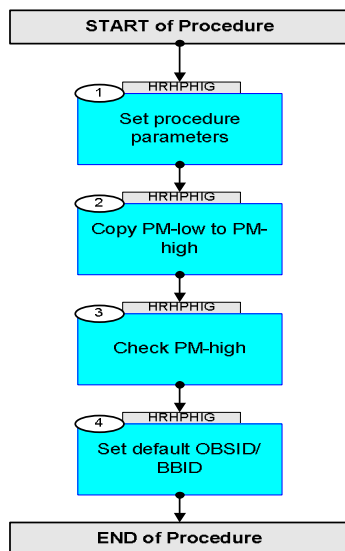 START of Procedure
HRHPHIG
1
Set procedure
parameters
HRHPHIG
2
Copy PM-low to PM-
high
HRHPHIG
3
Check PM-high
HRHPHIG
4
Set default OBSID/
BBID
END of Procedure